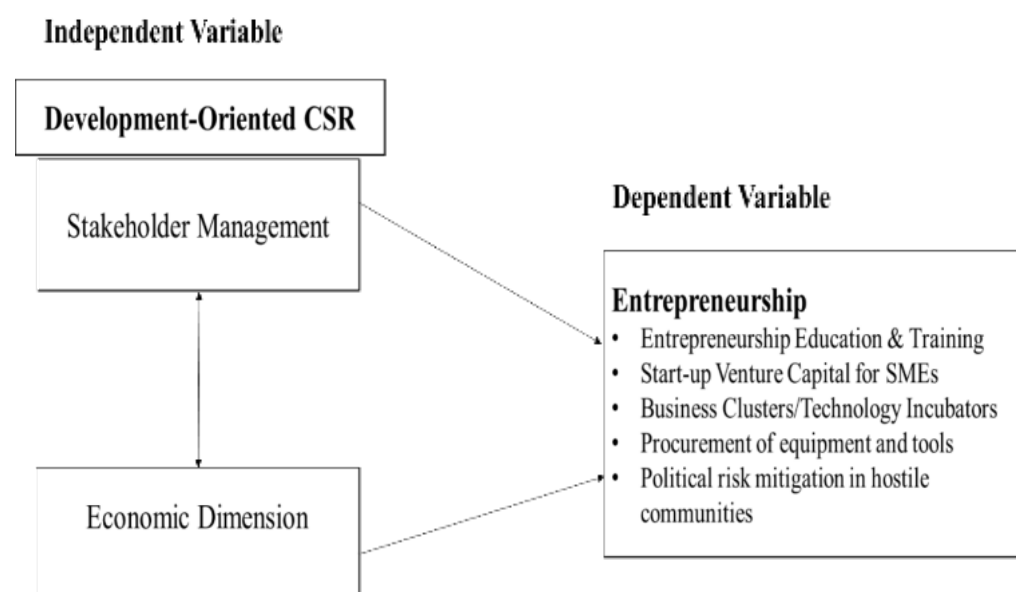 Independent Variable
Development-Oriented CSR
Stakeholder Management
Economic Dimension
Dependent Variable
Entrepreneurship
• Entrepreneurship Education & Training
• Start-up Venture Capital for SMEs
• Business Clusters/Technology Incubators
• Procurement of equipment and tools
• Political risk mitigation in hostile
communities